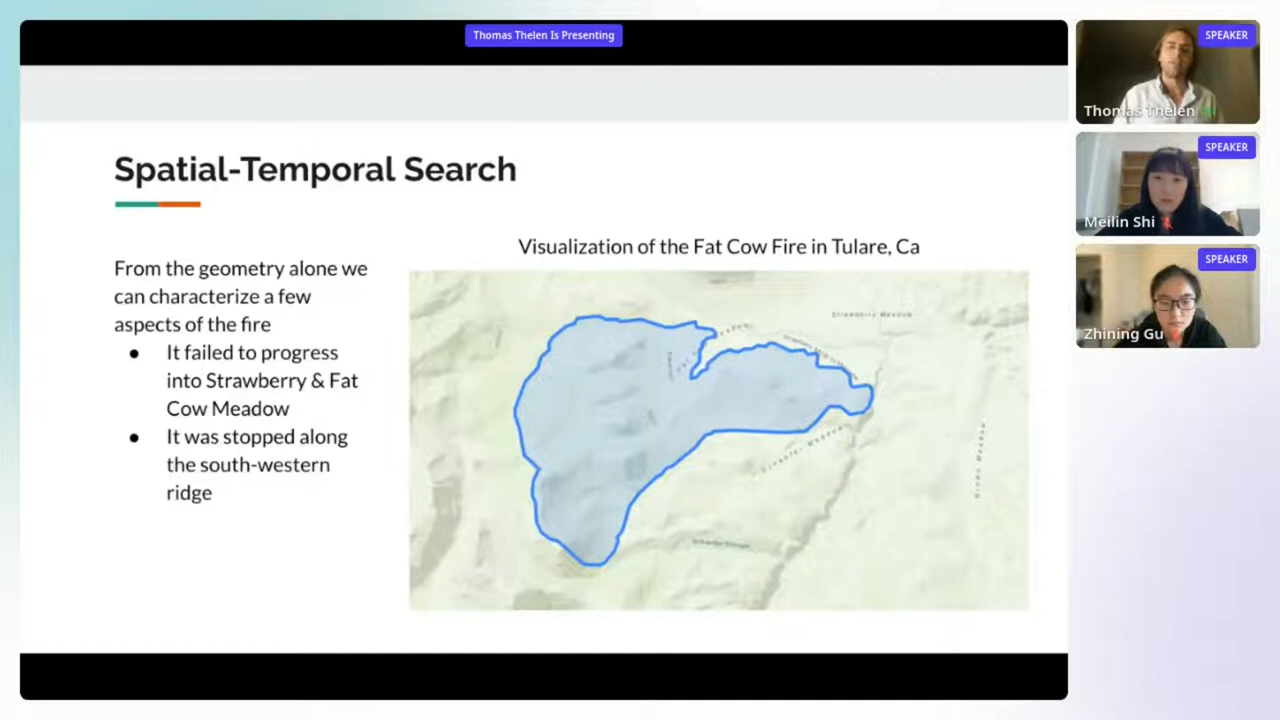 Thomas Thelen Is Presenting
SPEAKER
Thomas Thelen
SPEAKER
Meilin Shi
SPEAKER
Zhining Gu
Spatial-Temporal Search
From the geometry alone we
can characterize a few
aspects of the fire
● It failed to progress
into Strawberry & Fat
Cow Meadow
● It was stopped along
the south-western
ridge
Visualization of the Fat Cow Fire in Tulare, Ca
Strawberry Meadow
Meadow